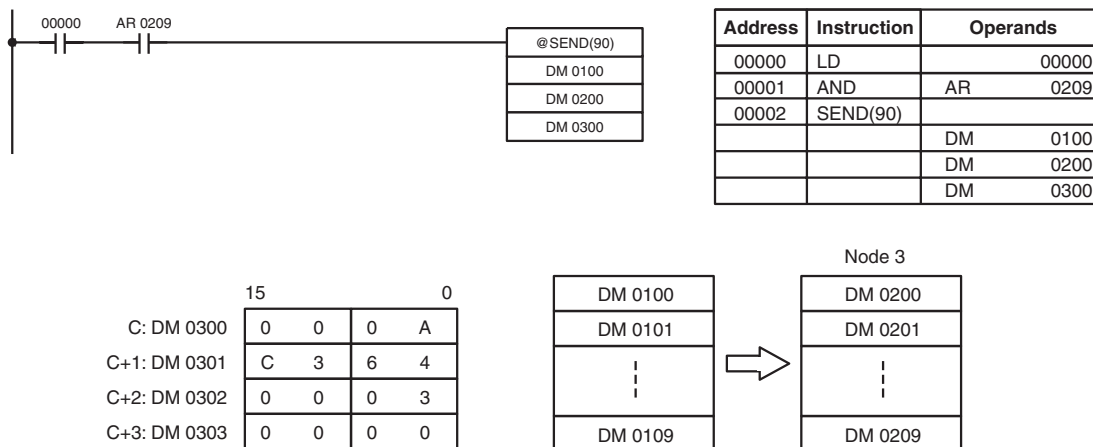 00000 AR 0209
@SEND(90)
DM 0100
DM 0200
DM 0300
Address Instruction Operands
00000 LD 00000
00001 AND AR 0209
00002 SEND(90)
DM 0100
DM 0200
DM 0300
15 0
C: DM 0300 0 0 0 A
C+1: DM 0301 C 3 6 4
C+2: DM 0302 0 0 0 3
C+3: DM 0303 0 0 0 0
DM 0100
DM 0101
DM 0109
Node 3
DM 0200
DM 0201
DM 0209